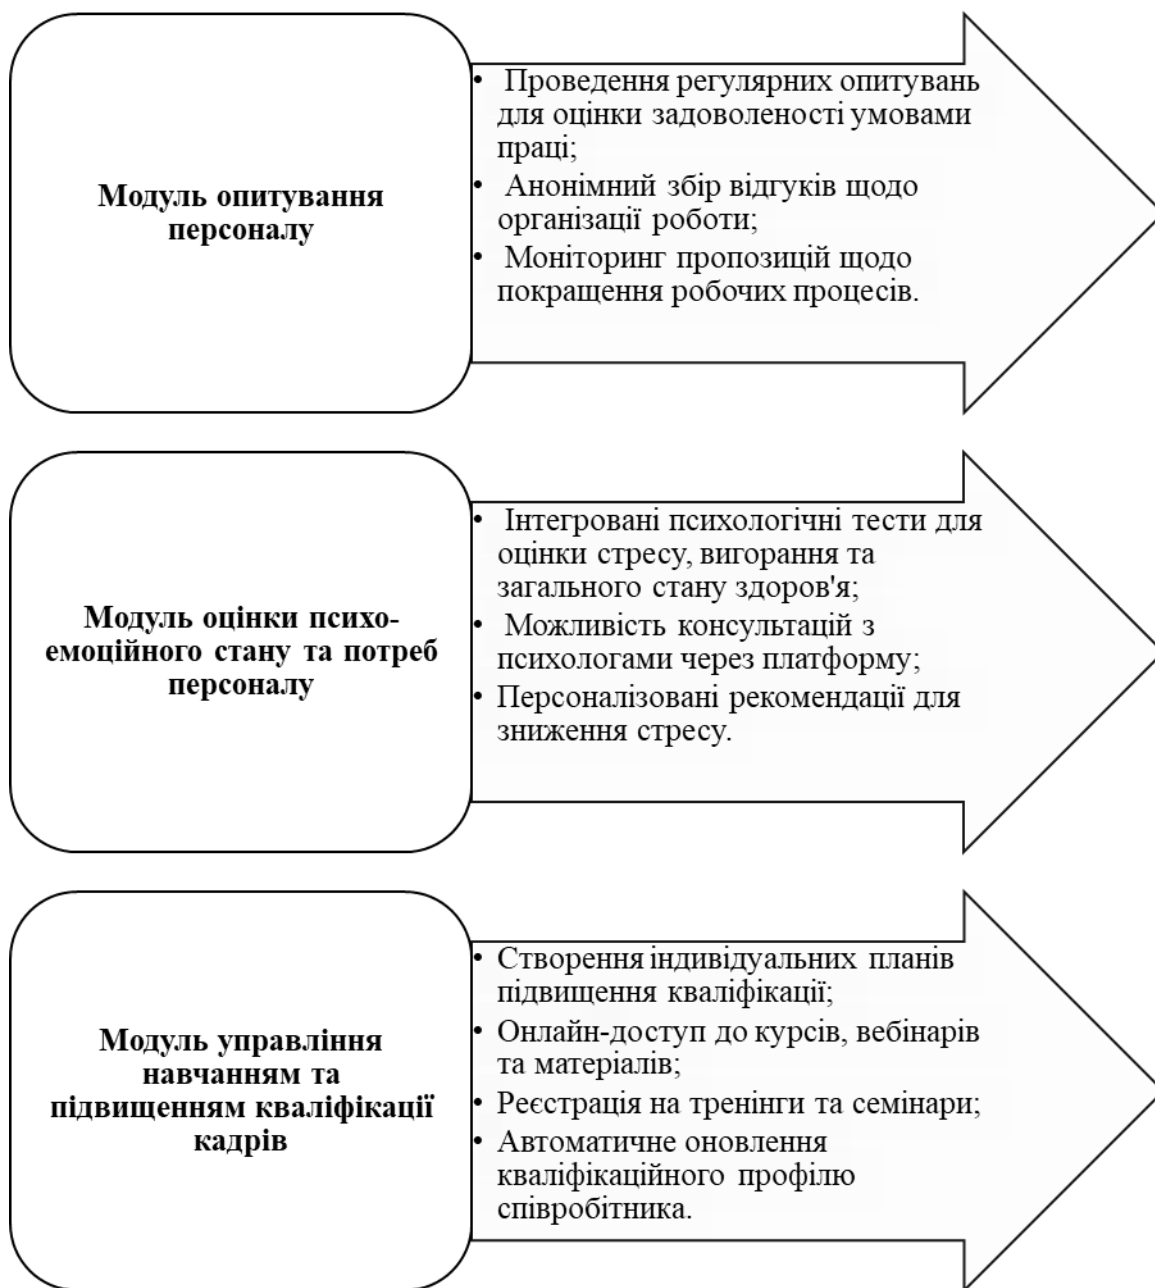 Модуль опитування
персоналу
• Проведення регулярних опитувань
для оцінки задоволеності умовами
праці;
• Анонімний збір відгуків щодо
організації роботи;
• Моніторинг пропозицій щодо
покращення робочих процесів.
Модуль оцінки психо-
емоційного стану та потреб
персоналу
• Інтегровані психологічні тести для
оцінки стресу, вигорання та
загального стану здоров'я;
• Можливість консультацій з
психологами через платформу;
• Персоналізовані рекомендації для
зниження стресу.
Модуль управління
навчанням та
підвищенням кваліфікації
кадрів
• Створення індивідуальних планів
підвищення кваліфікації;
• Онлайн-доступ до курсів, вебінарів
та матеріалів;
• Реєстрація на тренінги та семінари;
• Автоматичне оновлення
кваліфікаційного профілю
співробітника.